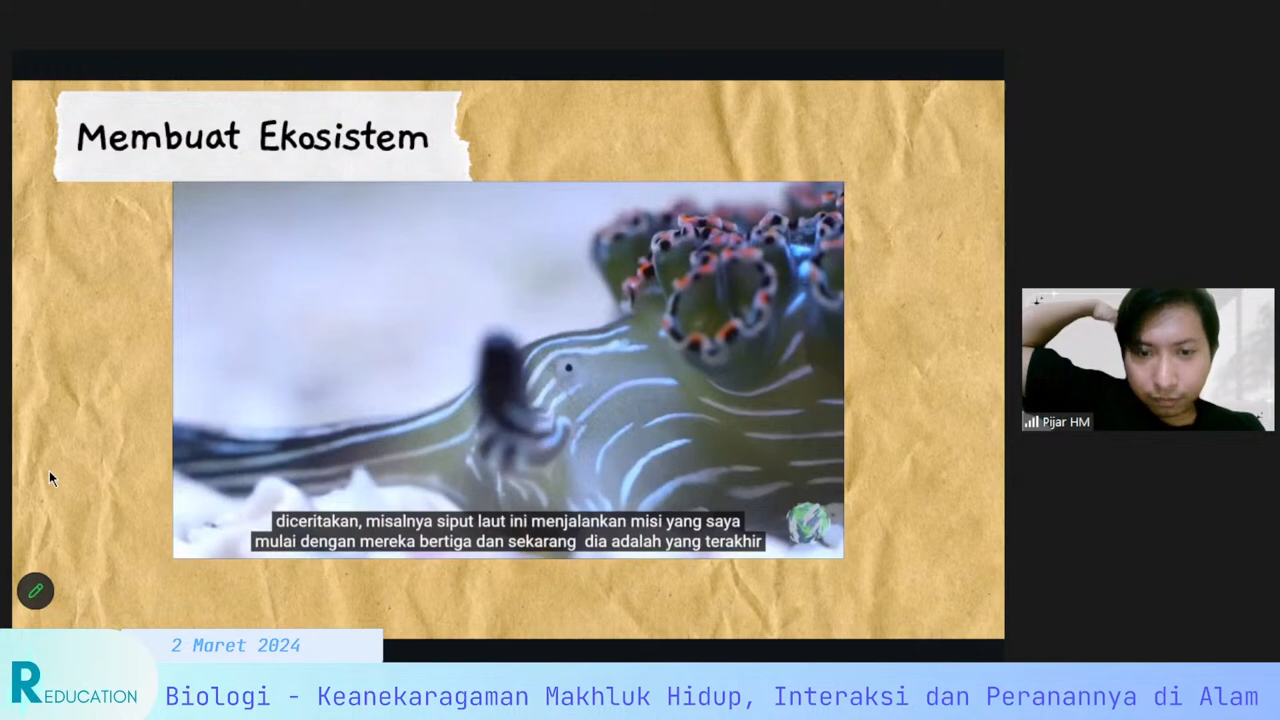 Membuat Ekosistem
diceritakan, misalnya siput laut ini menjalankan misi yang saya
mulai dengan mereka bertiga dan sekarang dia adalah yang terakhir
Pijar HM
2 Maret 2024
REDUCATION
Biologi - Keanekaragaman Makhluk Hidup, Interaksi dan Peranannya di Alam